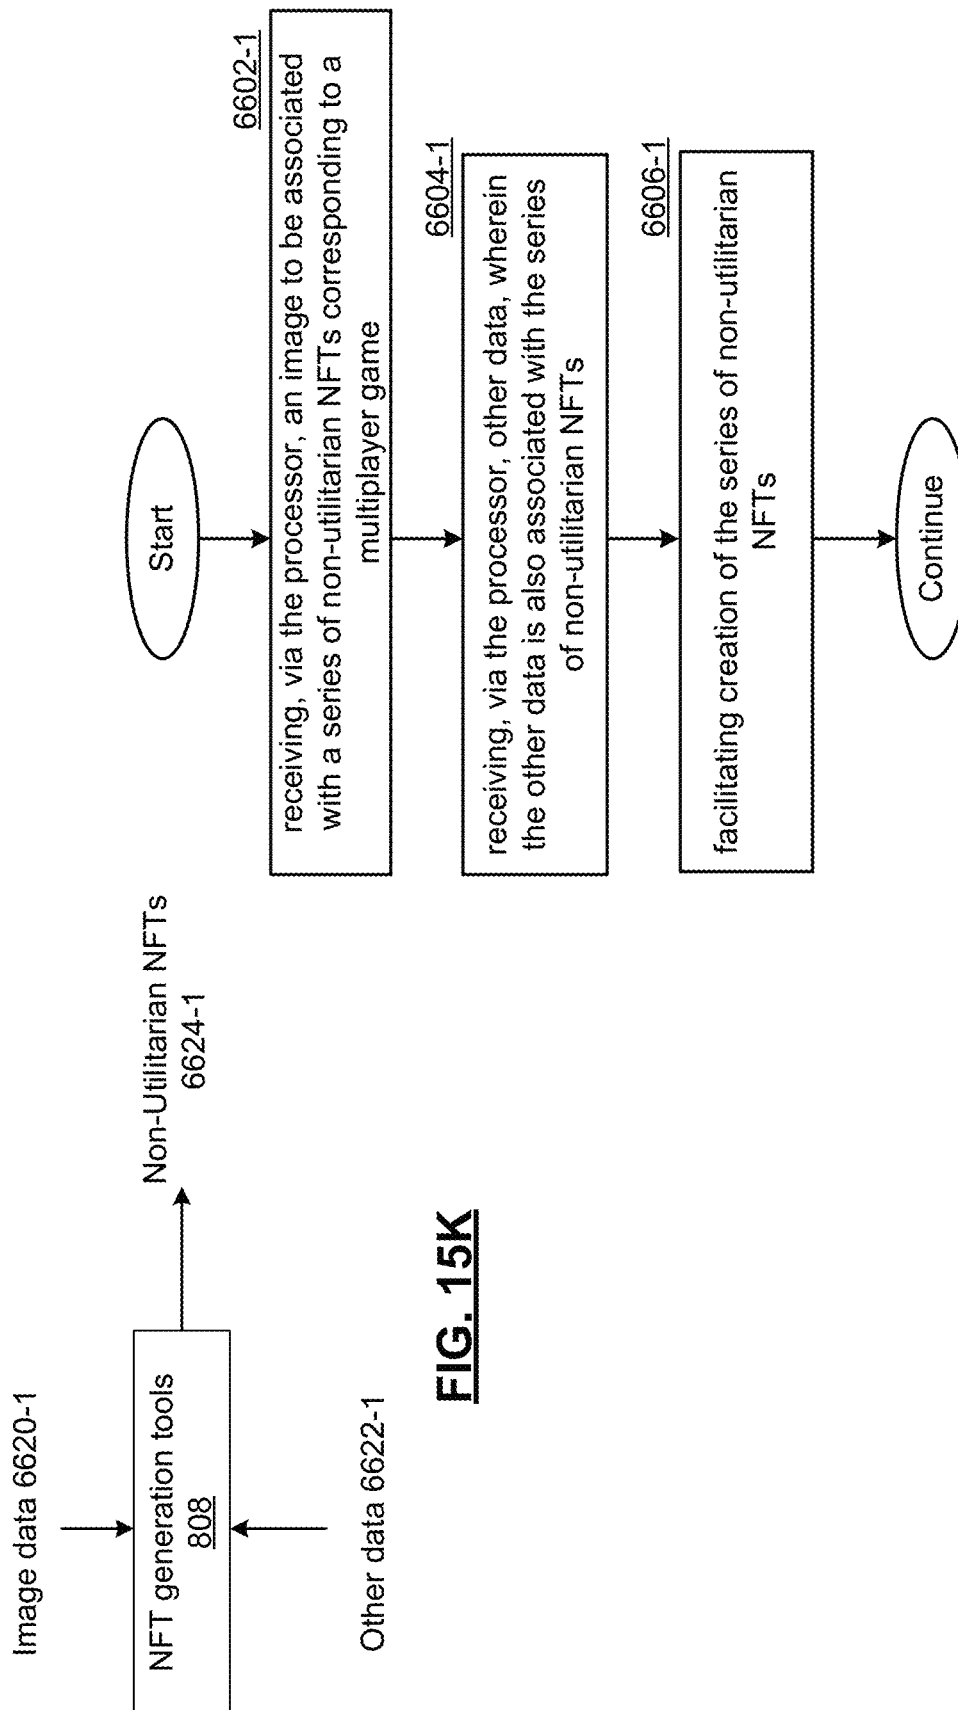 Image data 6620-1
NFT generation tools
808
Other data 6622-1
Non-Utilitarian NFTs
6624-1
FIG. 15K
Start
6602-1
receiving, via the processor, an image to be associated
with a series of non-utilitarian NFTs corresponding to a
multiplayer game
6604-1
receiving, via the processor, other data, wherein
the other data is also associated with the series
of non-utilitarian NFTs
6606-1
facilitating creation of the series of non-utilitarian
NFTs
Continue